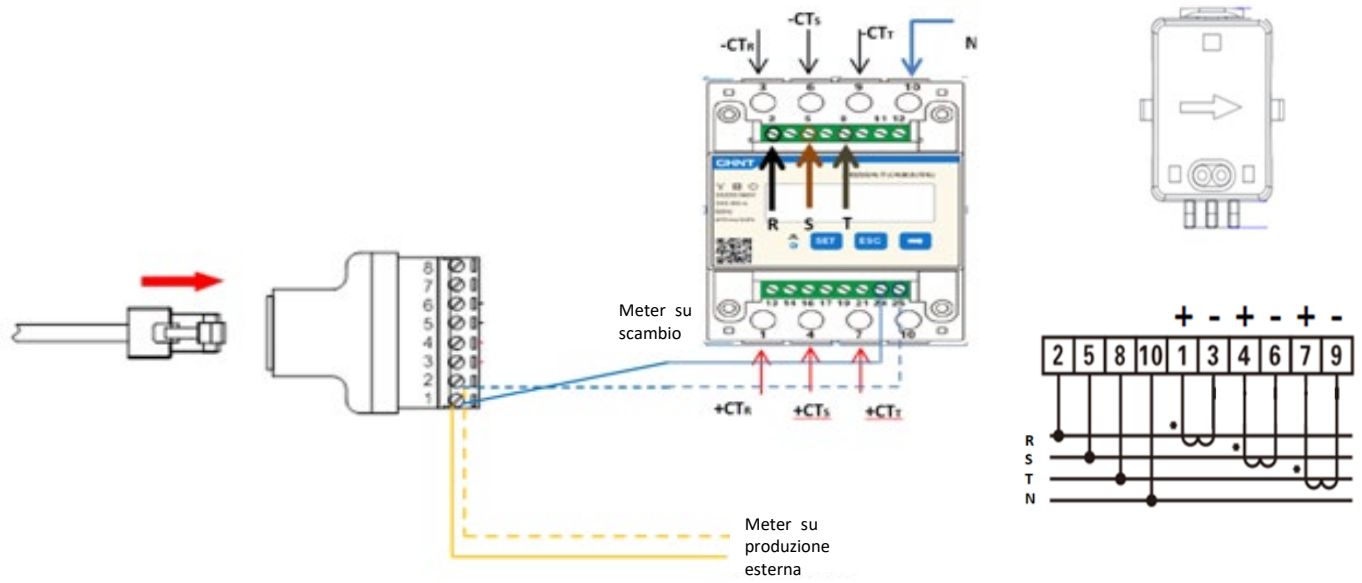 -CTs
-CTR
-CTT
N
3 6 9 10
2 5 8 11 12
CHNT
R S T
SET ESC
13 14 16 17 19 21 24 25
1 4 7 10
+CTR +CTs +CTT
Meter su
scambio
8
7
6
5
4
3
2
1
Meter su
produzione
esterna
+ - + - + -
2 5 8 10 1 3 4 6 7 9
R
S
T
N
* * *